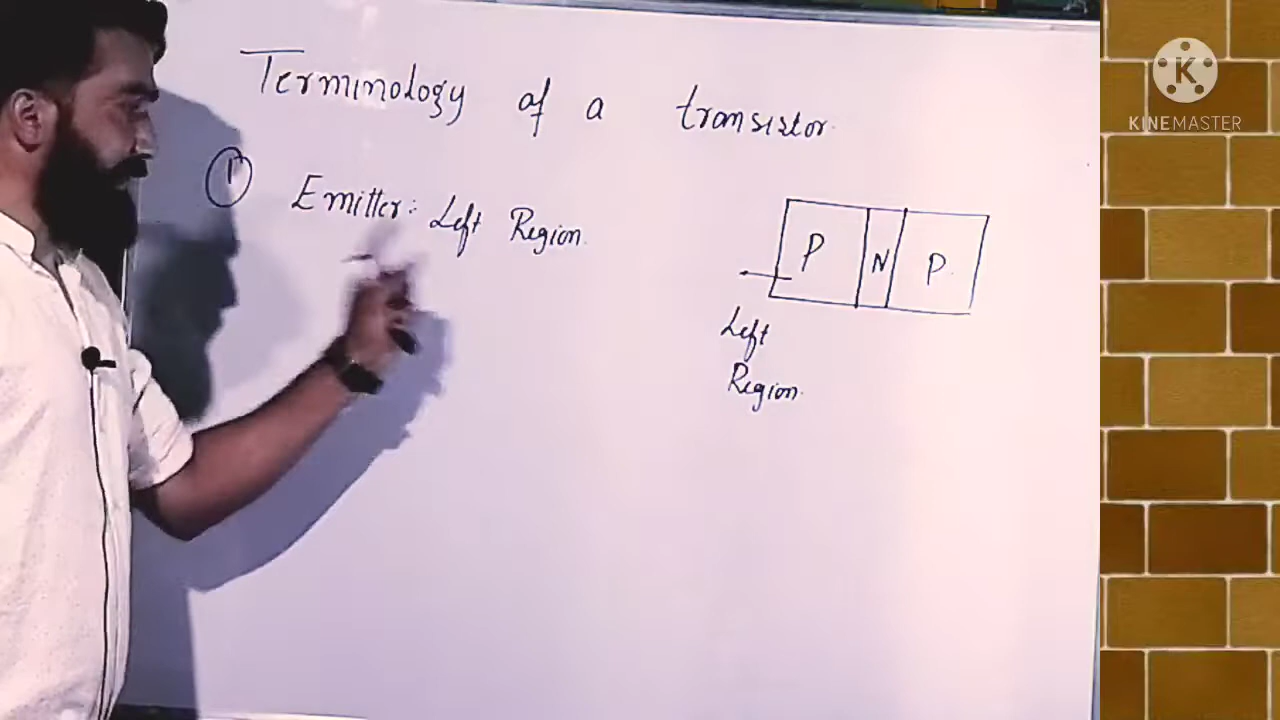 Terminology of a transistor.
① Emitter: Left Region.
P N P.
Left
Region.
K
KINEMASTER